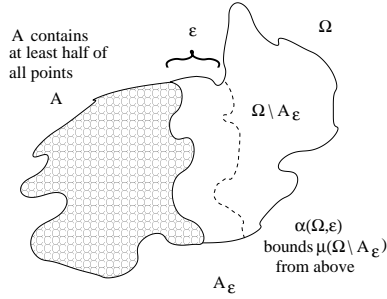 A contains
at least half of
all points
A
ε
Ω
Ω \ A_ε
α(Ω,ε)
bounds μ(Ω \ A_ε)
from above
A_ε